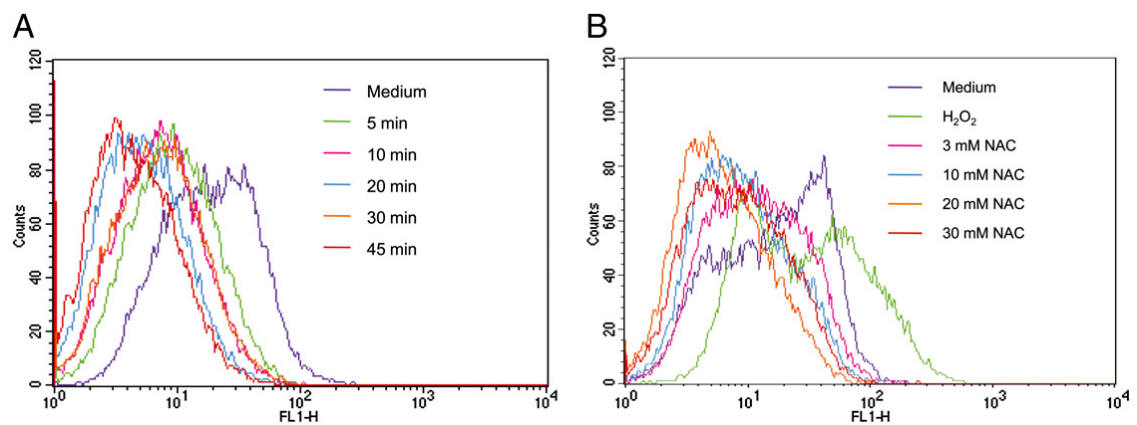 A
B
120
100
80
60
40
20
0
Counts
10^0
10^1
10^2
10^3
10^4
FL1-H
Medium
5 min
10 min
20 min
30 min
45 min
120
100
80
60
40
20
0
Counts
10^0
10^1
10^2
10^3
10^4
FL1-H
Medium
H₂O₂
3 mM NAC
10 mM NAC
20 mM NAC
30 mM NAC